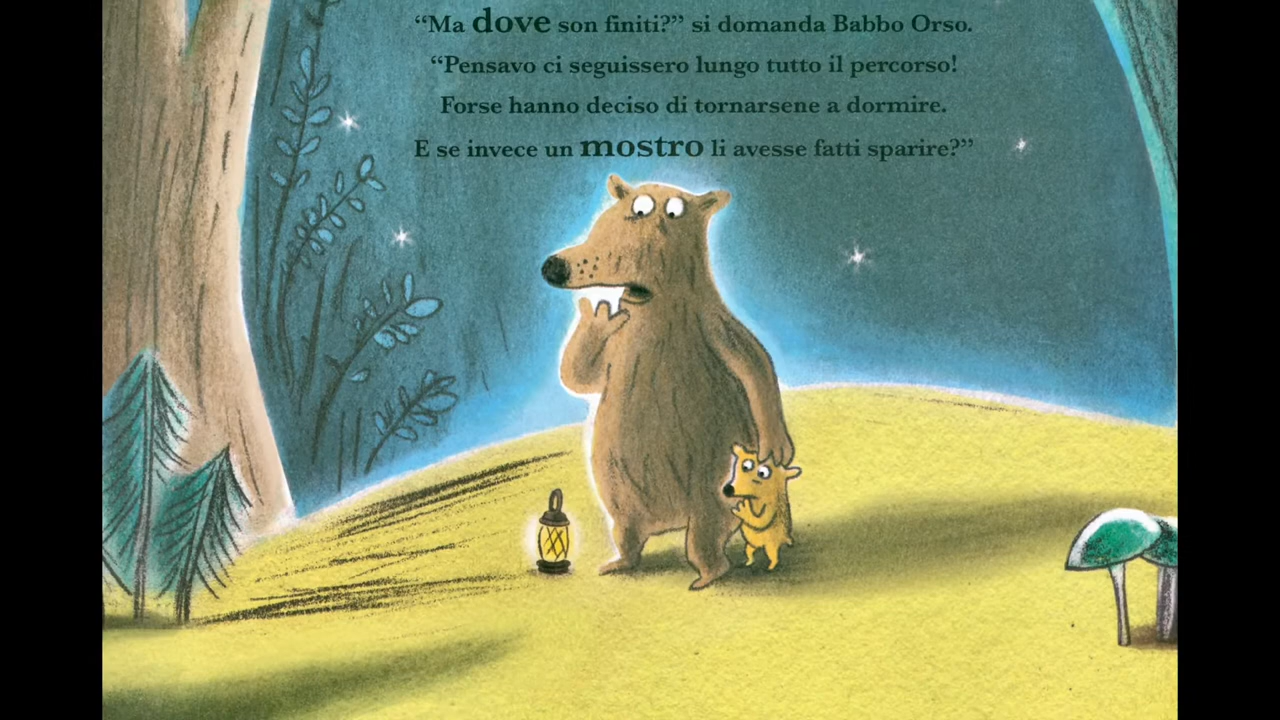 “Ma dove son finiti?” si domanda Babbo Orso.
“Pensavo ci seguissero lungo tutto il percorso!
Forse hanno deciso di tornarsene a dormire.
E se invece un mostro li avesse fatti sparire?”